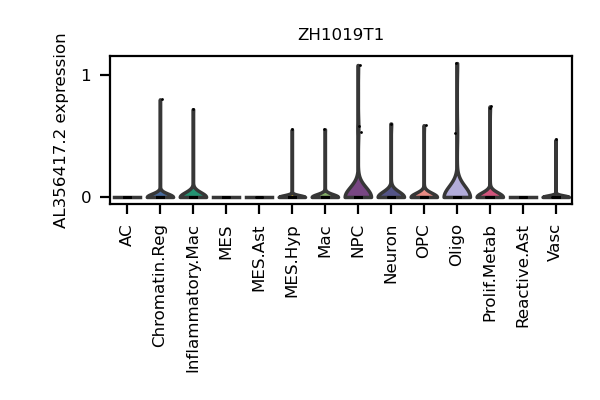 ZH1019T1
AL356417.2 expression
1
0
AC
Chromatin.Reg
Inflammatory.Mac
MES
MES.Ast
MES.Hyp
Mac
NPC
Neuron
OPC
Oligo
Prolif.Metab
Reactive.Ast
Vasc